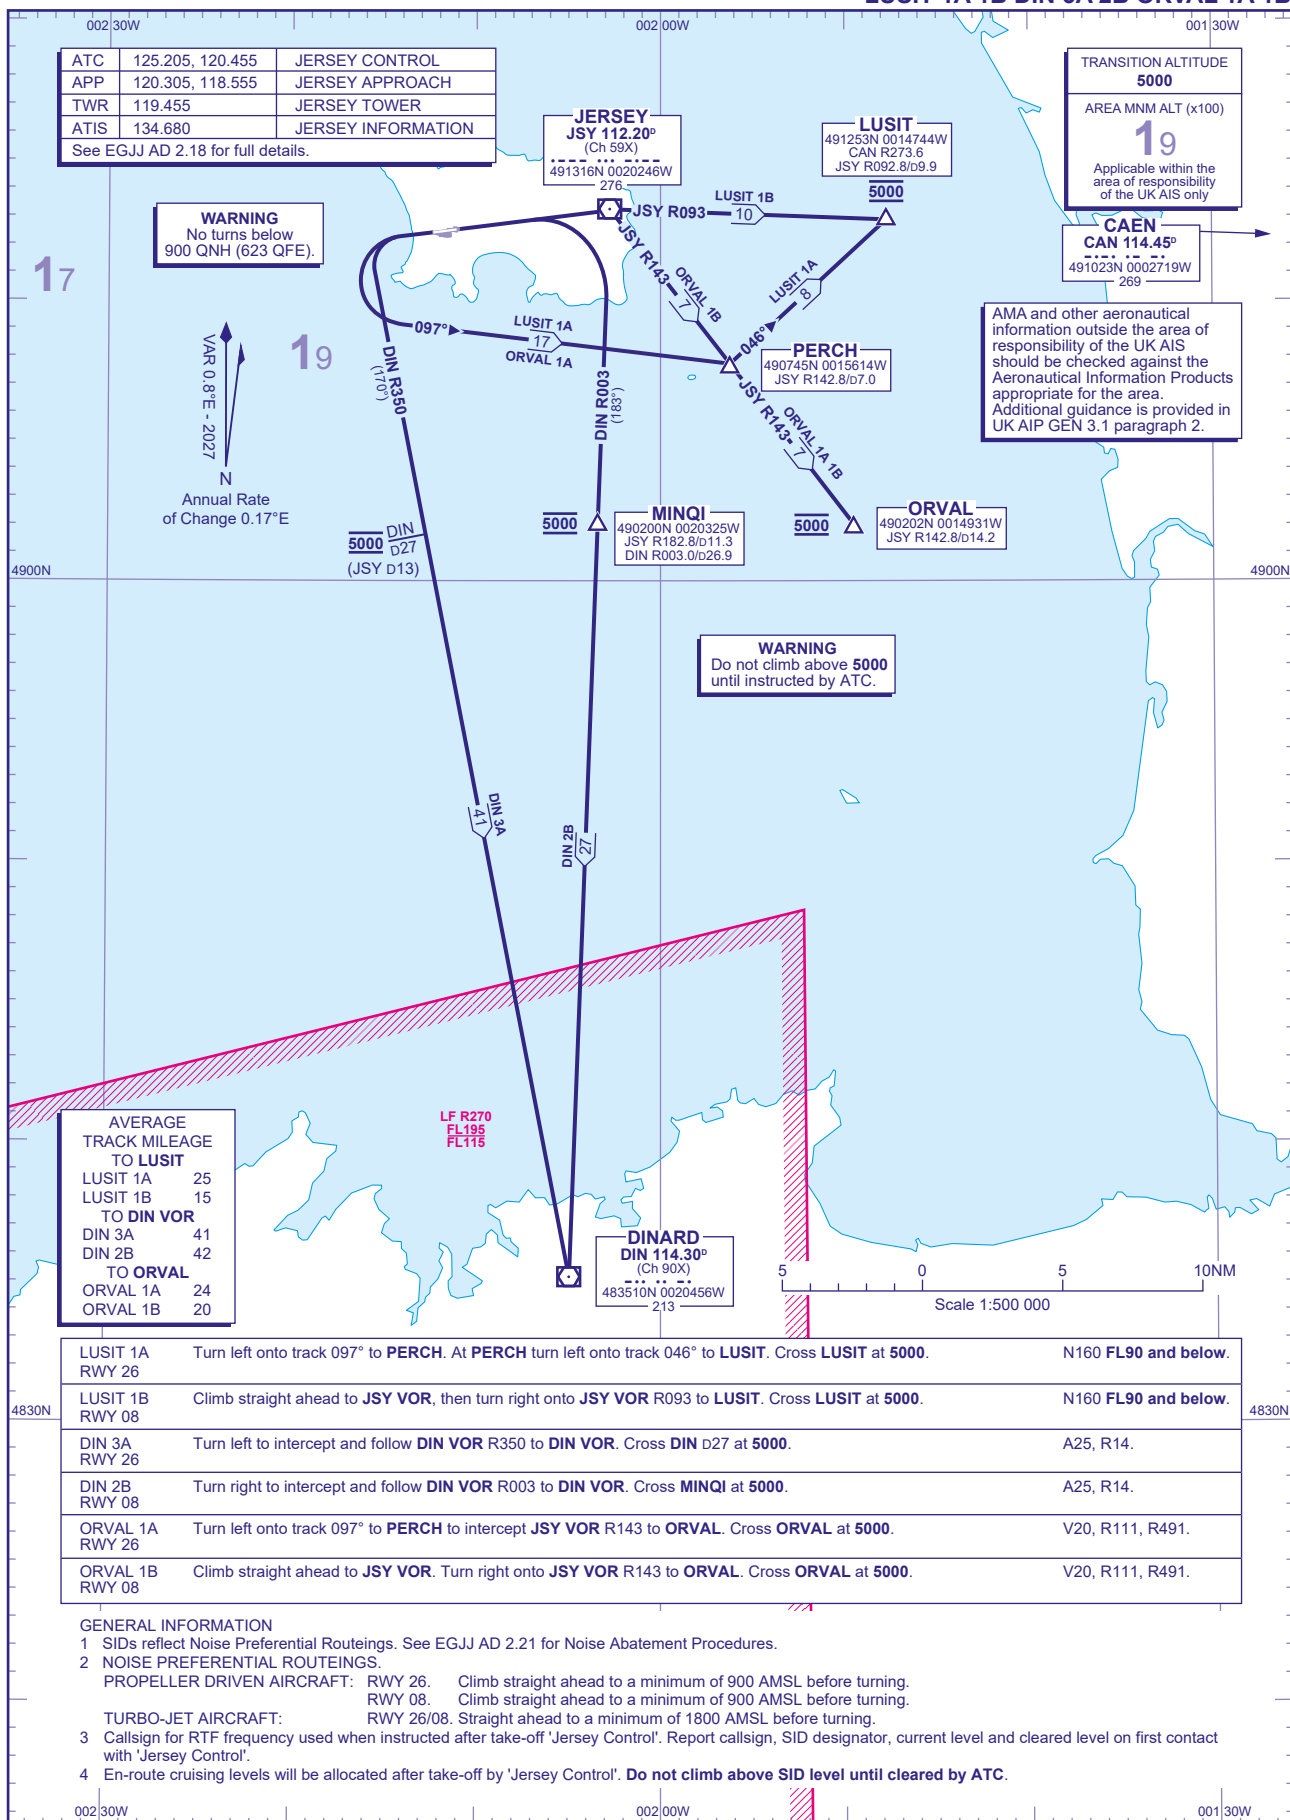 LUSIT 1A 1B DIN 3A 2B ORVAL 1A 1B
00230W
00200W
00130W
ATC 125.205, 120.455 JERSEY CONTROL
APP 120.305, 118.555 JERSEY APPROACH
TWR 119.455 JERSEY TOWER
ATIS 134.680 JERSEY INFORMATION
See EGJJ AD 2.18 for full details.
TRANSITION ALTITUDE
5000
AREA MNM ALT (x100)
19
Applicable within the
area of responsibility
of the UK AIS only
JERSEY
JSY 112.20D
(Ch 59X)
491316N 0020246W
276
LUSIT
491253N 0014744W
CAN R273.6
JSY R092.8/D9.9
5000
WARNING
No turns below
900 QNH (623 QFE).
CAEN
CAN 114.45D
491023N 0002719W
269
JSY R093
LUSIT 1B
10
17
JSY R143
ORVAL 1B
7
LUSIT 1A
8
046°
AMA and other aeronautical
information outside the area of
responsibility of the UK AIS
should be checked against the
Aeronautical Information Products
appropriate for the area.
Additional guidance is provided in
UK AIP GEN 3.1 paragraph 2.
097°
LUSIT 1A
17
ORVAL 1A
19
VAR 0.8°E - 2027
N
Annual Rate
of Change 0.17°E
DIN R350
(170°)
DIN R003
(183°)
PERCH
490745N 0015614W
JSY R142.8/D7.0
JSY R143
ORVAL 1A 1B
7
5000
MINQI
490200N 0020325W
JSY R182.8/D11.3
DIN R003.0/D26.9
5000
ORVAL
490202N 0014931W
JSY R142.8/D14.2
5000 DIN
D27
(JSY D13)
4900N
4900N
WARNING
Do not climb above 5000
until instructed by ATC.
DIN 3A
41
DIN 2B
27
LF R270
FL195
FL115
AVERAGE
TRACK MILEAGE
TO LUSIT
LUSIT 1A 25
LUSIT 1B 15
TO DIN VOR
DIN 3A 41
DIN 2B 42
TO ORVAL
ORVAL 1A 24
ORVAL 1B 20
DINARD
DIN 114.30D
(Ch 90X)
483510N 0020456W
213
5 0 5 10NM
Scale 1:500 000
LUSIT 1A Turn left onto track 097° to PERCH. At PERCH turn left onto track 046° to LUSIT. Cross LUSIT at 5000. N160 FL90 and below.
RWY 26
LUSIT 1B Climb straight ahead to JSY VOR, then turn right onto JSY VOR R093 to LUSIT. Cross LUSIT at 5000. N160 FL90 and below.
RWY 08
4830N
4830N
DIN 3A Turn left to intercept and follow DIN VOR R350 to DIN VOR. Cross DIN D27 at 5000. A25, R14.
RWY 26
DIN 2B Turn right to intercept and follow DIN VOR R003 to DIN VOR. Cross MINQI at 5000. A25, R14.
RWY 08
ORVAL 1A Turn left onto track 097° to PERCH to intercept JSY VOR R143 to ORVAL. Cross ORVAL at 5000. V20, R111, R491.
RWY 26
ORVAL 1B Climb straight ahead to JSY VOR. Turn right onto JSY VOR R143 to ORVAL. Cross ORVAL at 5000. V20, R111, R491.
RWY 08
GENERAL INFORMATION
1 SIDs reflect Noise Preferential Routeings. See EGJJ AD 2.21 for Noise Abatement Procedures.
2 NOISE PREFERENTIAL ROUTEINGS.
PROPELLER DRIVEN AIRCRAFT: RWY 26. Climb straight ahead to a minimum of 900 AMSL before turning.
RWY 08. Climb straight ahead to a minimum of 900 AMSL before turning.
TURBO-JET AIRCRAFT: RWY 26/08. Straight ahead to a minimum of 1800 AMSL before turning.
3 Callsign for RTF frequency used when instructed after take-off 'Jersey Control'. Report callsign, SID designator, current level and cleared level on first contact
with 'Jersey Control'.
4 En-route cruising levels will be allocated after take-off by 'Jersey Control'. Do not climb above SID level until cleared by ATC.
002 30W
002 00W
001 30W